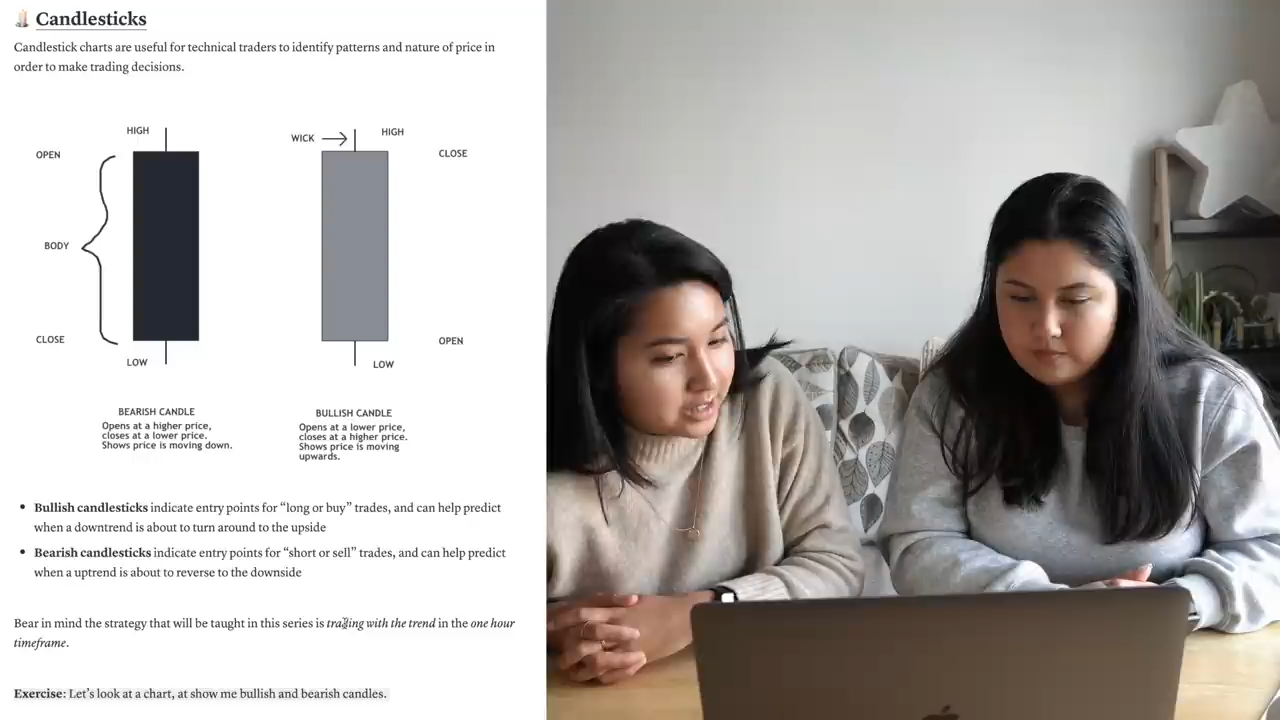 Candlesticks
Candlestick charts are useful for technical traders to identify patterns and nature of price in
order to make trading decisions.
HIGH
OPEN
BODY
CLOSE
LOW
WICK
HIGH
CLOSE
OPEN
LOW
BEARISH CANDLE
Opens at a higher price,
closes at a lower price.
Shows price is moving down.
BULLISH CANDLE
Opens at a lower price,
closes at a higher price.
Shows price is moving
upwards.
Bullish candlesticks indicate entry points for “long or buy” trades, and can help predict
when a downtrend is about to turn around to the upside
Bearish candlesticks indicate entry points for “short or sell” trades, and can help predict
when a uptrend is about to reverse to the downside
Bear in mind the strategy that will be taught in this series is trading with the trend in the one hour
timeframe.
Exercise: Let’s look at a chart, at show me bullish and bearish candles.